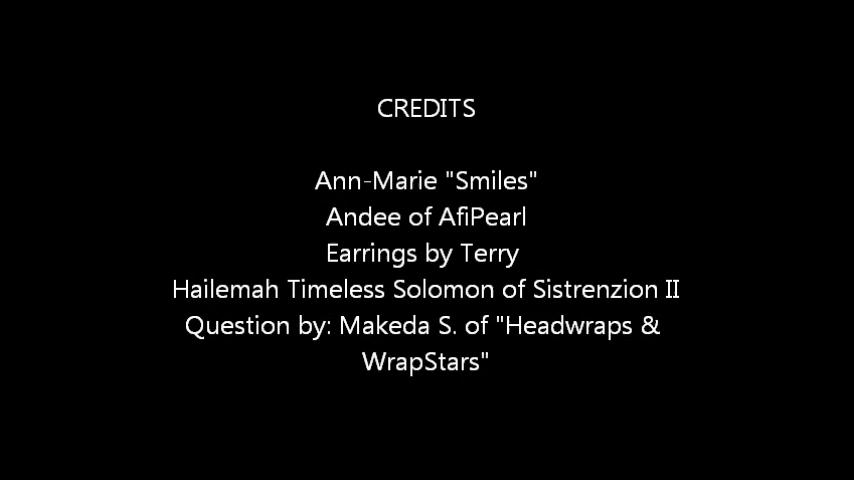 CREDITS
Ann-Marie "Smiles"
Andee of AfiPearl
Earrings by Terry
Hailemah Timeless Solomon of Sistrenzion II
Question by: Makeda S. of "Headwraps &
WrapStars"